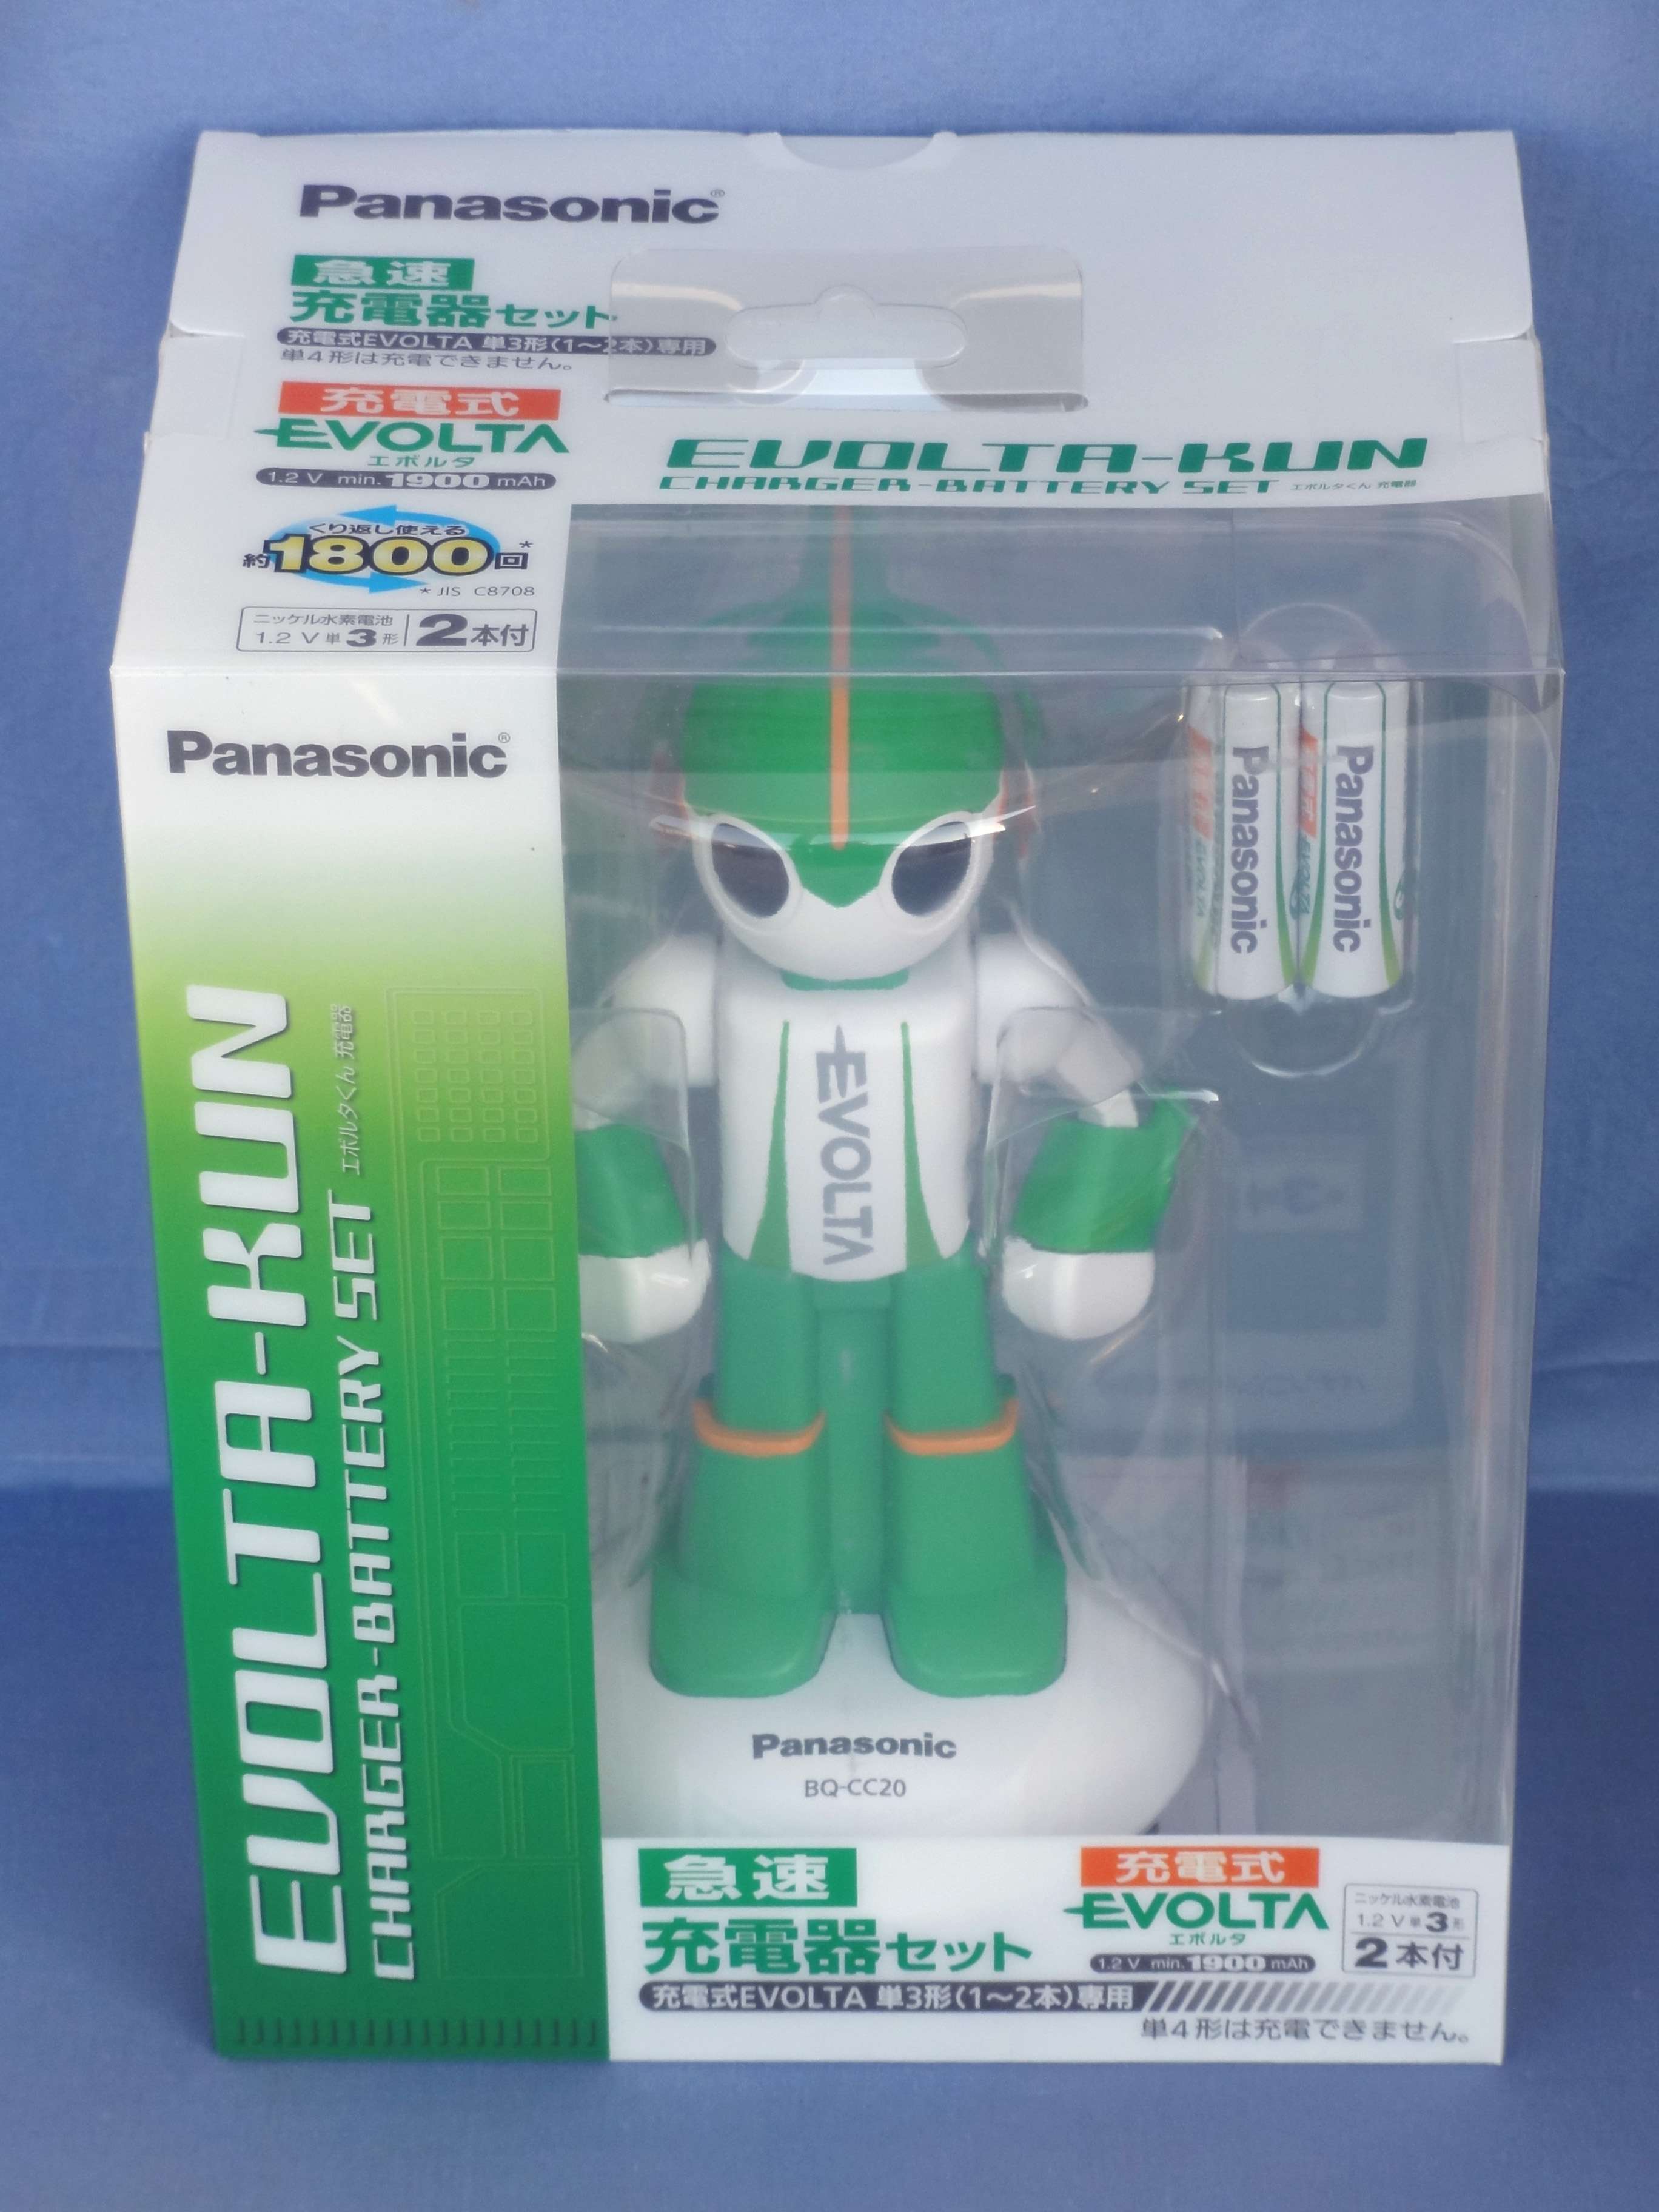 Panasonic®
急速
充電器セット
充電式EVOLTA 単3形(1〜2本)専用
単4形は充電できません。
充電式
EVOLTA
エボルタ
1.2 V min. 1900 mAh
くり返し使える
約1800回*
* JIS C8708
ニッケル水素電池
1.2 V 単3形
2本付
EVOLTA-KUN
CHARGER-BATTERY SET エボルタくん 充電器
Panasonic®
EVOLTA-KUN
CHARGER-BATTERY SET エボルタくん 充電器
Panasonic
Panasonic
EVOLTA
Panasonic
BQ-CC20
急速
充電器セット
充電式EVOLTA 単3形(1〜2本)専用
単4形は充電できません。
充電式
EVOLTA
エボルタ
1.2 V min. 1900 mAh
ニッケル水素電池
1.2 V 単3形
2本付